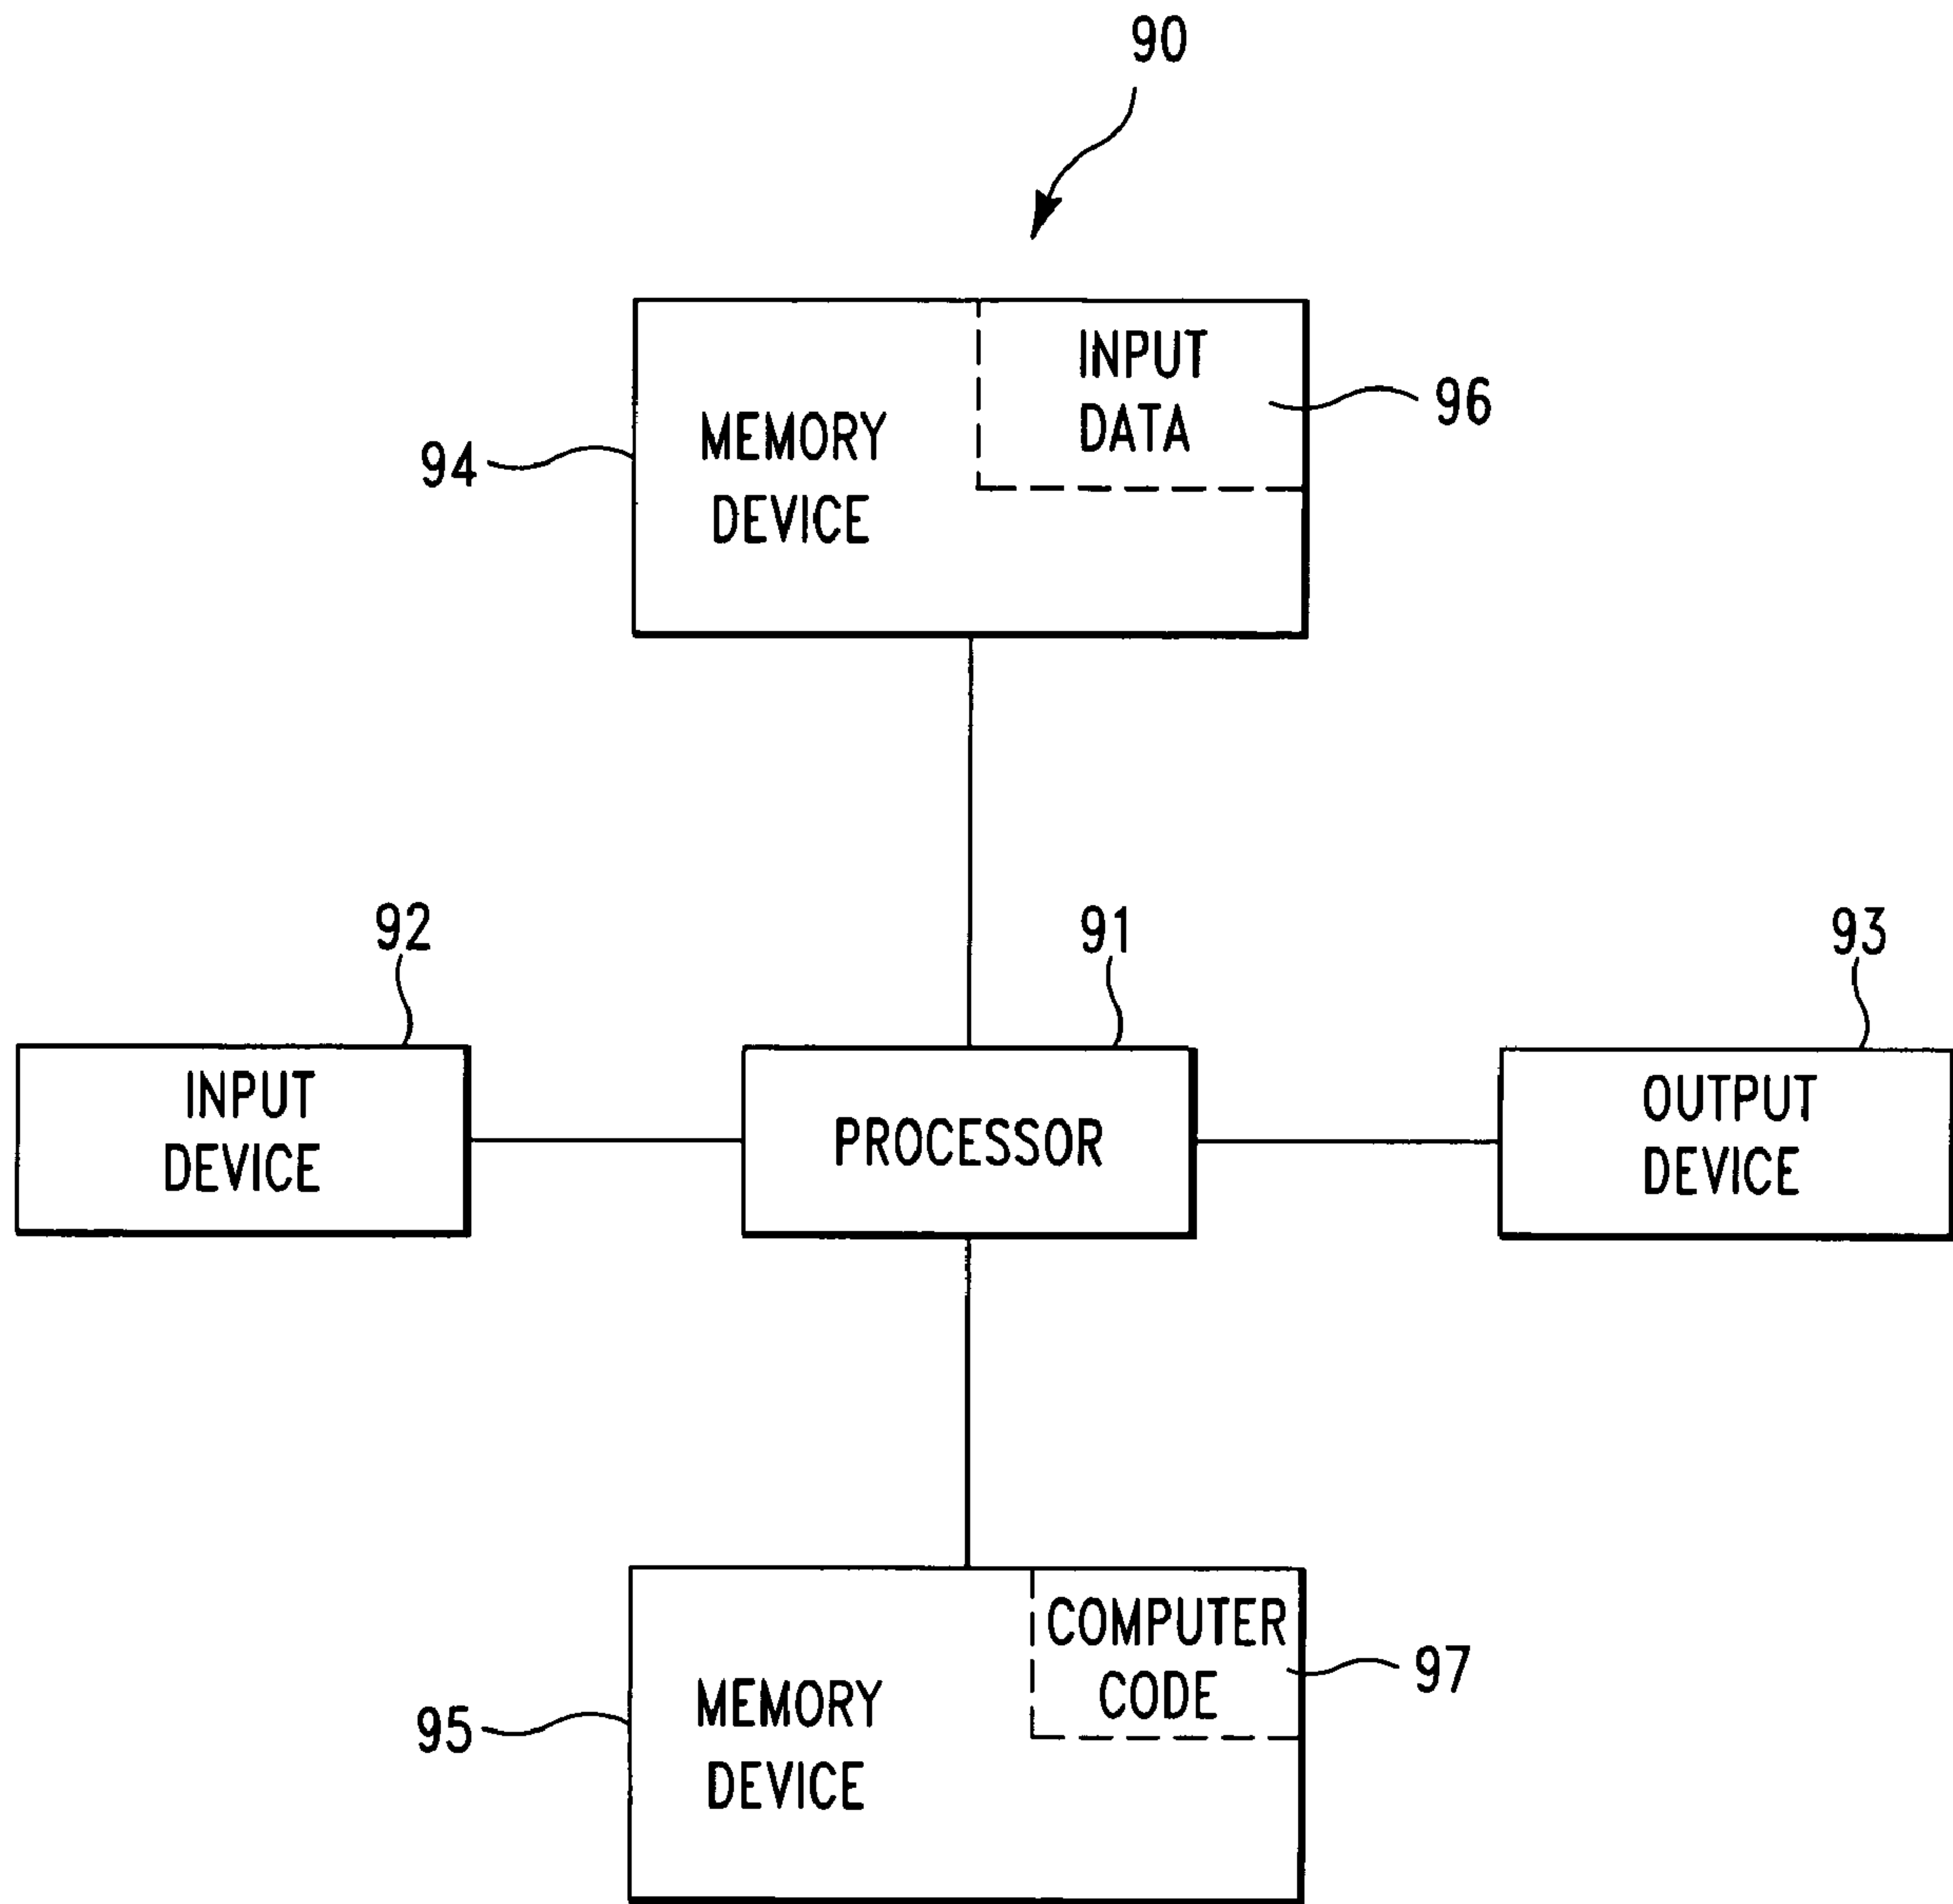 90
INPUT
DATA
96
94
MEMORY
DEVICE
92
91
93
INPUT
DEVICE
PROCESSOR
OUTPUT
DEVICE
COMPUTER
CODE
97
95
MEMORY
DEVICE